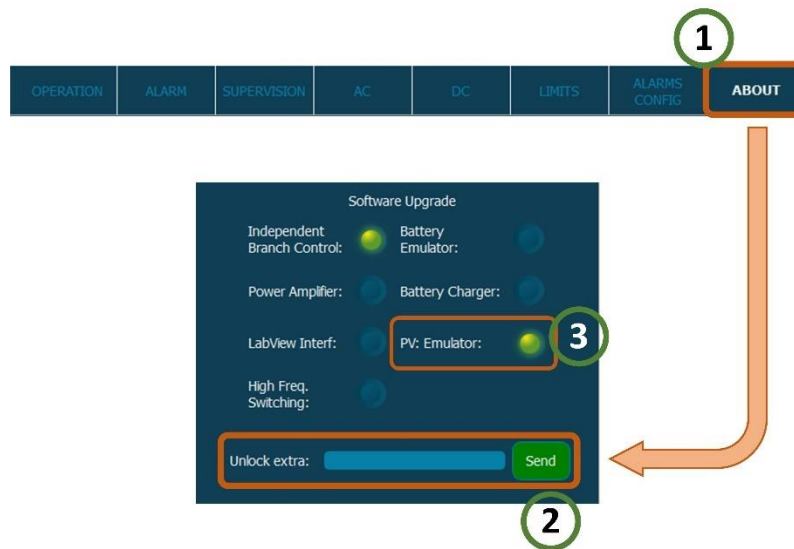 1
OPERATION ALARM SUPERVISION AC DC LIMITS ALARMS CONFIG ABOUT
Software Upgrade
Independent
Branch Control:
Battery
Emulator:
Power Amplifier:
Battery Charger:
LabView Interf:
PV: Emulator:
3
High Freq.
Switching:
Unlock extra:
Send
2